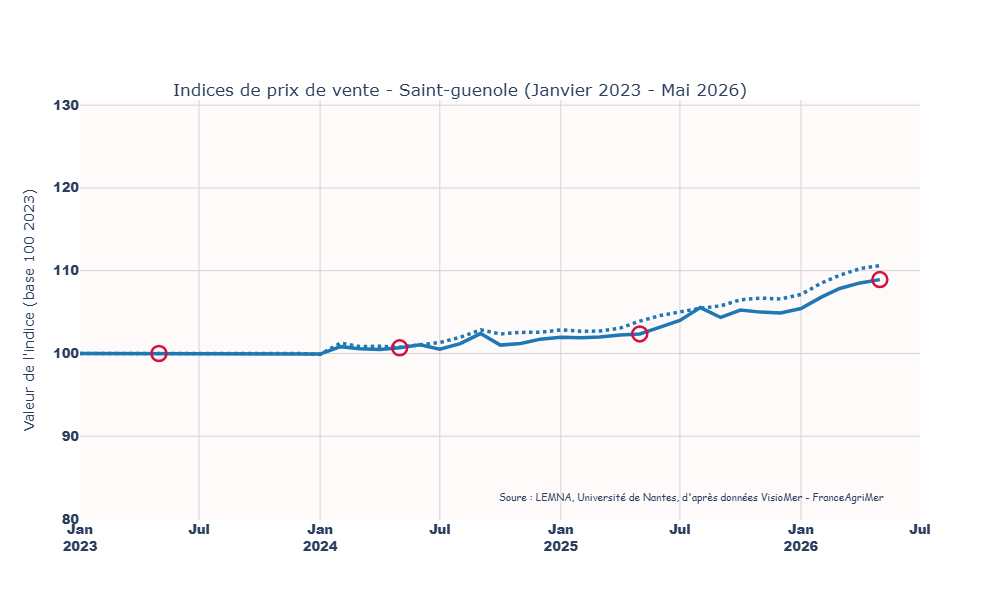 Indices de prix de vente - Saint-guenole (Janvier 2023 - Mai 2026)
Valeur de l'indice (base 100 2023)
130
120
110
100
90
80
Soure : LEMNA, Université de Nantes, d'après données VisioMer - FranceAgriMer
Jan Jul Jan Jul Jan Jul Jan Jul
2023 2024 2025 2026